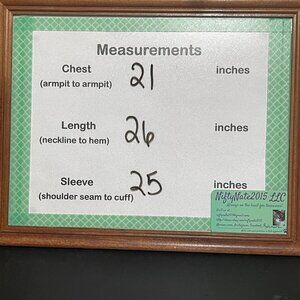 Measurements
Chest 21 inches
(armpit to armpit)
Length 26 inches
(neckline to hem)
Sleeve 25 inches
(shoulder seam to cuff)
NiftyNate2015 LLC